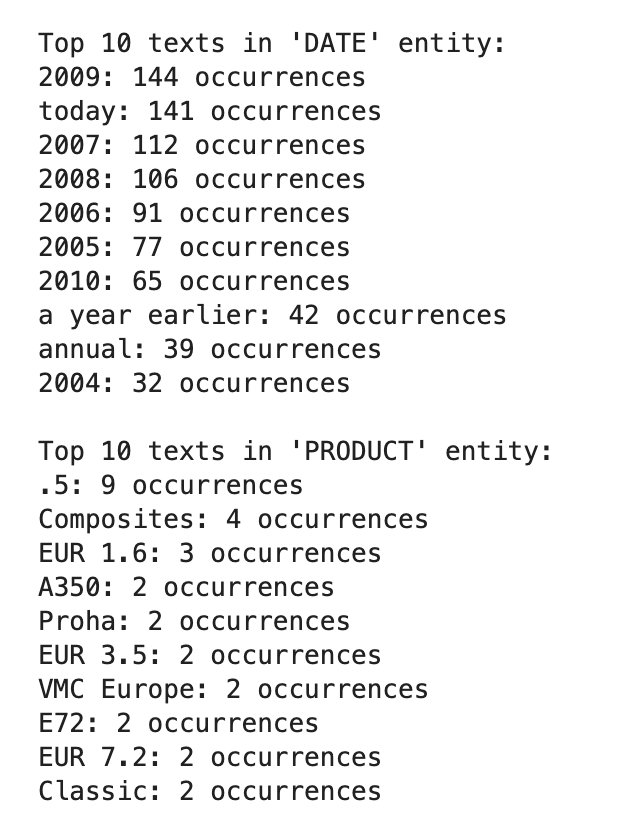 Top 10 texts in 'DATE' entity:
2009: 144 occurrences
today: 141 occurrences
2007: 112 occurrences
2008: 106 occurrences
2006: 91 occurrences
2005: 77 occurrences
2010: 65 occurrences
a year earlier: 42 occurrences
annual: 39 occurrences
2004: 32 occurrences

Top 10 texts in 'PRODUCT' entity:
.5: 9 occurrences
Composites: 4 occurrences
EUR 1.6: 3 occurrences
A350: 2 occurrences
Proha: 2 occurrences
EUR 3.5: 2 occurrences
VMC Europe: 2 occurrences
E72: 2 occurrences
EUR 7.2: 2 occurrences
Classic: 2 occurrences